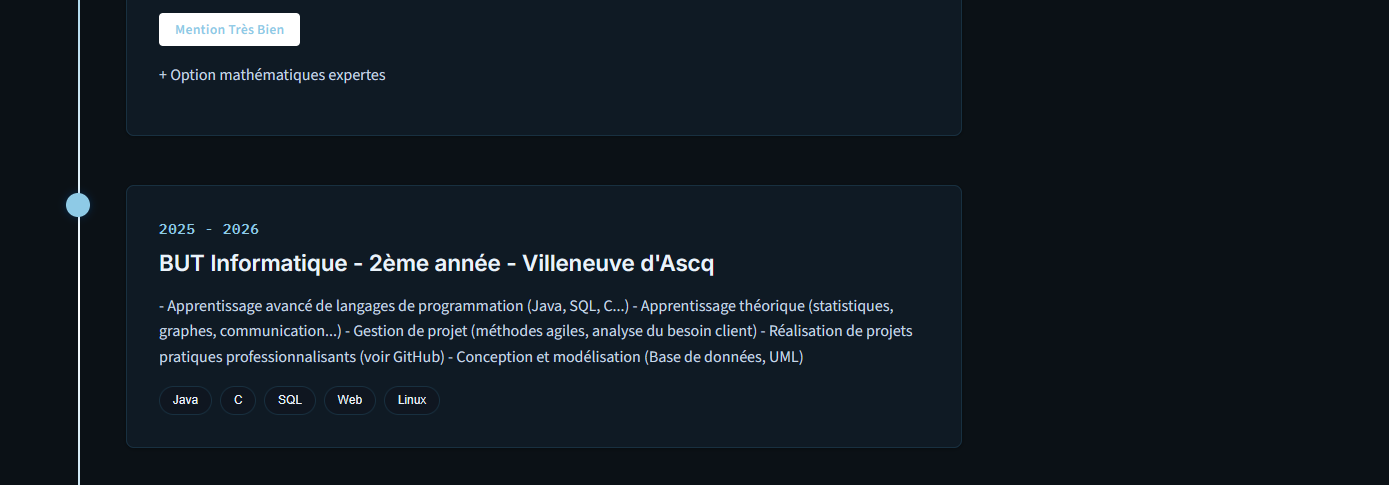 Mention Très Bien
+ Option mathématiques expertes
2025 - 2026
BUT Informatique - 2ème année - Villeneuve d'Ascq
- Apprentissage avancé de langages de programmation (Java, SQL, C...) - Apprentissage théorique (statistiques,
graphes, communication...) - Gestion de projet (méthodes agiles, analyse du besoin client) - Réalisation de projets
pratiques professionnalisants (voir GitHub) - Conception et modélisation (Base de données, UML)
Java C SQL Web Linux